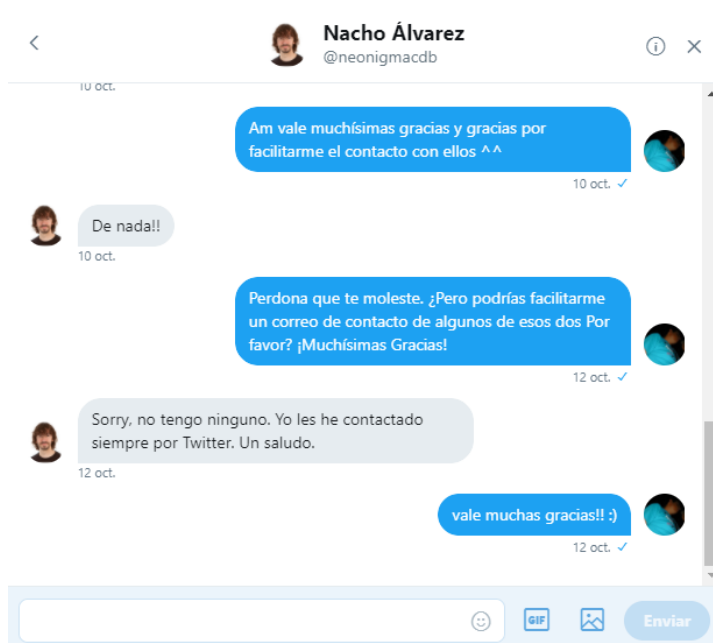 Nacho Álvarez
@neonigmacdb
10 oct.
Am vale muchísimas gracias y gracias por
facilitarme el contacto con ellos ^^
10 oct. ✓
De nada!!
10 oct.
Perdona que te moleste. ¿Pero podrías facilitarme
un correo de contacto de algunos de esos dos Por
favor? ¡Muchísimas Gracias!
12 oct. ✓
Sorry, no tengo ninguno. Yo les he contactado
siempre por Twitter. Un saludo.
12 oct.
vale muchas gracias!! :)
12 oct. ✓
GIF
Enviar